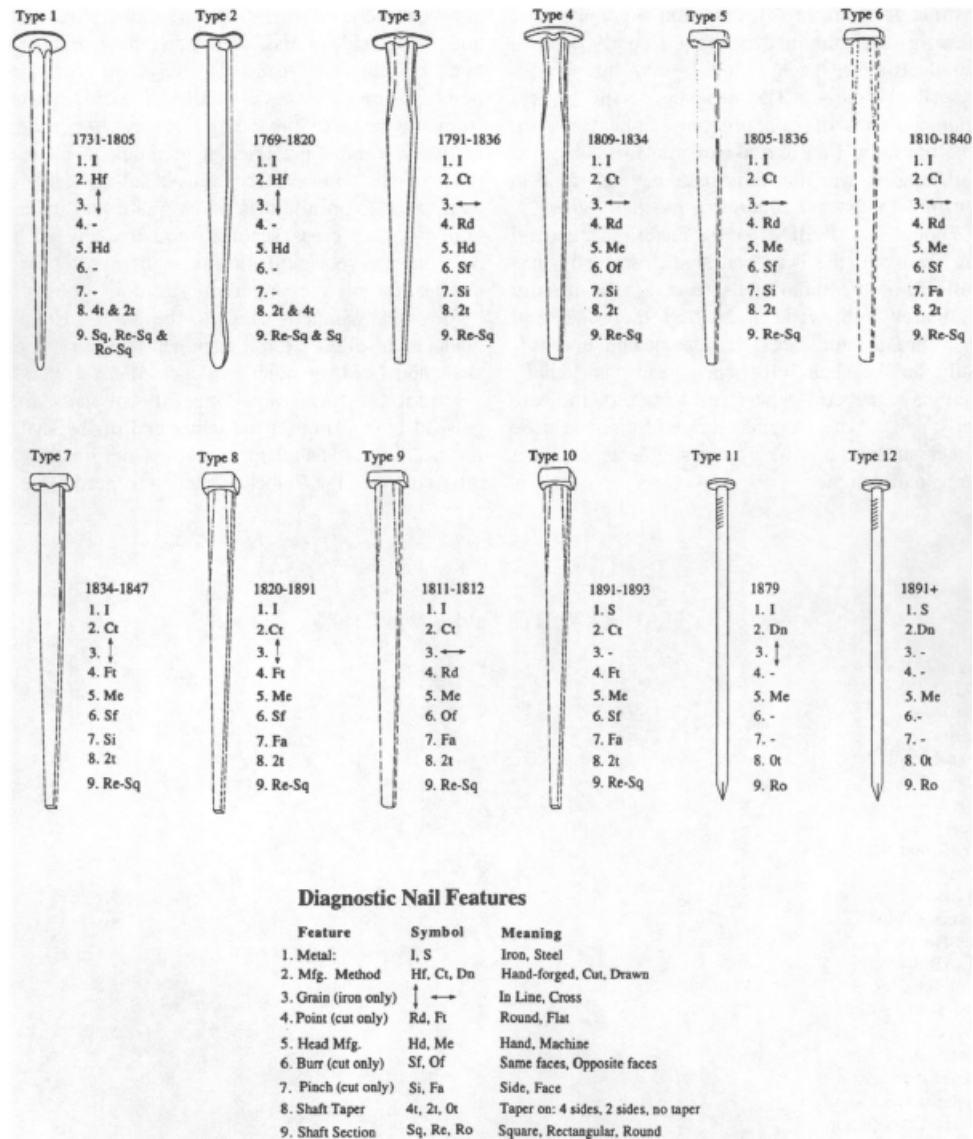 Type 1
1731-1805
1. I
2. Hf
3. -
4. -
5. Hd
6. -
7. -
8. 4t & 2t
9. Sq, Re-Sq &
Ro-Sq
Type 2
1769-1820
1. I
2. Hf
3. -
4. -
5. Hd
6. -
7. -
8. 2t
9. Re-Sq
Type 3
1791-1836
1. I
2. Ct
3. ↔
4. Rd
5. Hd
6. Sf
7. Si
8. 2t & 4t
9. Re-Sq & Sq
Type 4
1809-1834
1. I
2. Ct
3. ↔
4. Rd
5. Hd
6. Of
7. Si
8. 2t
9. Re-Sq
Type 5
1805-1836
1. I
2. Ct
3. ↔
4. Rd
5. Me
6. Sf
7. Si
8. 2t
9. Re-Sq
Type 6
1810-1840
1. I
2. Ct
3. ↔
4. Rd
5. Me
6. Sf
7. Fa
8. 2t
9. Re-Sq
Type 7
1834-1847
1. I
2. Ct
3. ↕
4. Ft
5. Me
6. Sf
7. Si
8. 2t
9. Re-Sq
Type 8
1820-1891
1. I
2.Ct
3. ↕
4. Ft
5. Me
6. Sf
7. Fa
8. 2t
9. Re-Sq
Type 9
1811-1812
1. I
2. Ct
3. ↔
4. Rd
5. Me
6. Of
7. Fa
8. 2t
9. Re-Sq
Type 10
1891-1893
1. S
2. Ct
3. -
4. Ft
5. Me
6. Sf
7. Fa
8. 2t
9. Re-Sq
Type 11
1879
1. I
2. Dn
3. ↕
4. -
5. Me
6. -
7. -
8. 0t
9. Ro
Type 12
1891+
1. S
2.Dn
3. -
4. -
5. Me
6.-
7. -
8. 0t
9. Ro
Diagnostic Nail Features
Feature Symbol Meaning
1. Metal: I, S Iron, Steel
2. Mfg. Method Hf, Ct, Dn Hand-forged, Cut, Drawn
3. Grain (iron only) ↕ ↔ In Line, Cross
4. Point (cut only) Rd, Ft Round, Flat
5. Head Mfg. Hd, Me Hand, Machine
6. Burr (cut only) Sf, Of Same faces, Opposite faces
7. Pinch (cut only) Si, Fa Side, Face
8. Shaft Taper 4t, 2t, 0t Taper on: 4 sides, 2 sides, no taper
9. Shaft Section Sq, Re, Ro Square, Rectangular, Round